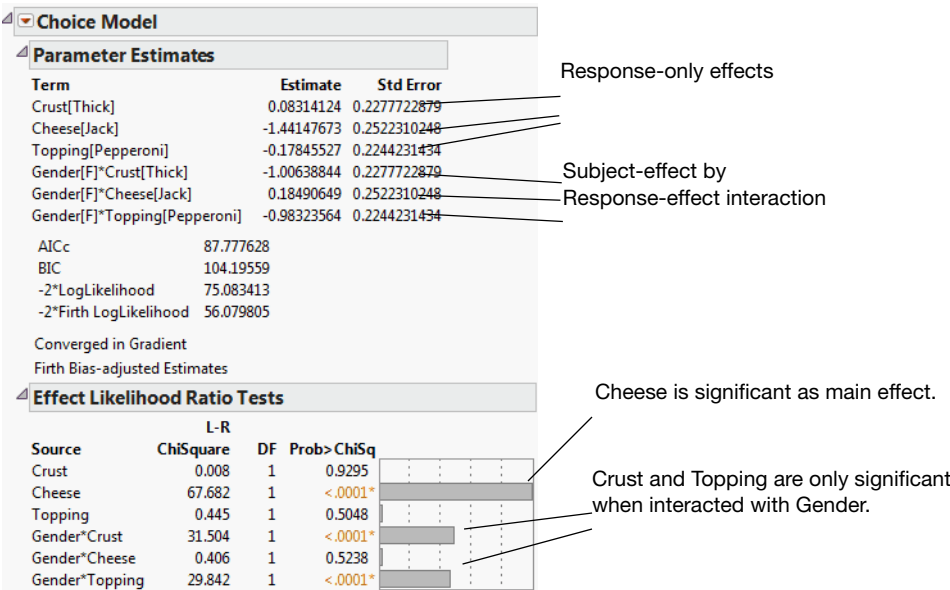 Choice Model
Parameter Estimates
Term Estimate Std Error
Crust[Thick] 0.08314124 0.2277722879
Cheese[Jack] -1.44147673 0.2522310248
Topping[Pepperoni] -0.17845527 0.2244231434
Gender[F]*Crust[Thick] -1.00638844 0.2277722879
Gender[F]*Cheese[Jack] 0.18490649 0.2522310248
Gender[F]*Topping[Pepperoni] -0.98323564 0.2244231434
Response-only effects
Subject-effect by
Response-effect interaction
AICc 87.777628
BIC 104.19559
-2*LogLikelihood 75.083413
-2*Firth LogLikelihood 56.079805
Converged in Gradient
Firth Bias-adjusted Estimates
Effect Likelihood Ratio Tests
L-R
Source ChiSquare DF Prob>ChiSq
Crust 0.008 1 0.9295
Cheese 67.682 1 <.0001*
Topping 0.445 1 0.5048
Gender*Crust 31.504 1 <.0001*
Gender*Cheese 0.406 1 0.5238
Gender*Topping 29.842 1 <.0001*
Cheese is significant as main effect.
Crust and Topping are only significant
when interacted with Gender.